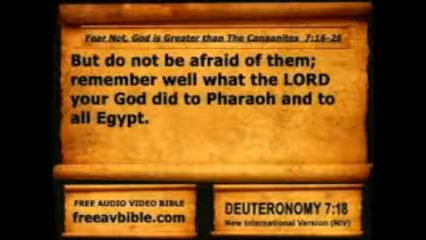 Fear Not, God is Greater than The Canaanites 7:16-26
But do not be afraid of them;
remember well what the LORD
your God did to Pharaoh and to
all Egypt.
FREE AUDIO VIDEO BIBLE
freeavbible.com
DEUTERONOMY 7:18
New International Version (NIV)